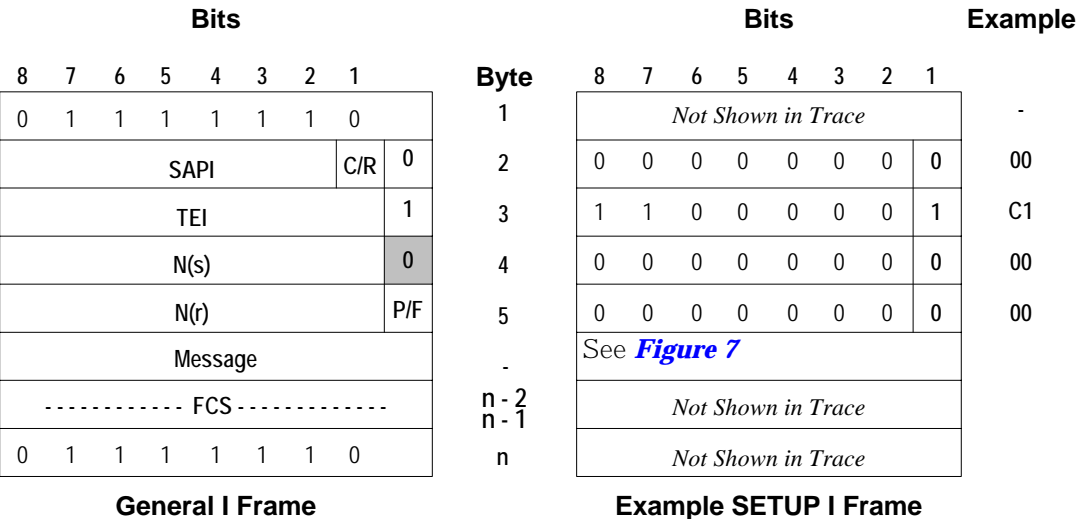 Bits Bits Example
8 7 6 5 4 3 2 1 Byte 8 7 6 5 4 3 2 1
0 1 1 1 1 1 1 0 1 Not Shown in Trace -
SAPI C/R 0 2 0 0 0 0 0 0 0 0 00
TEI 1 3 1 1 0 0 0 0 0 1 C1
N(s) 0 4 0 0 0 0 0 0 0 0 00
N(r) P/F 5 0 0 0 0 0 0 0 0 00
Message - See Figure 7
- - - - - - - - - - - - FCS - - - - - - - - - - - - - n - 2 Not Shown in Trace
n - 1
0 1 1 1 1 1 1 0 n Not Shown in Trace
General I Frame Example SETUP I Frame